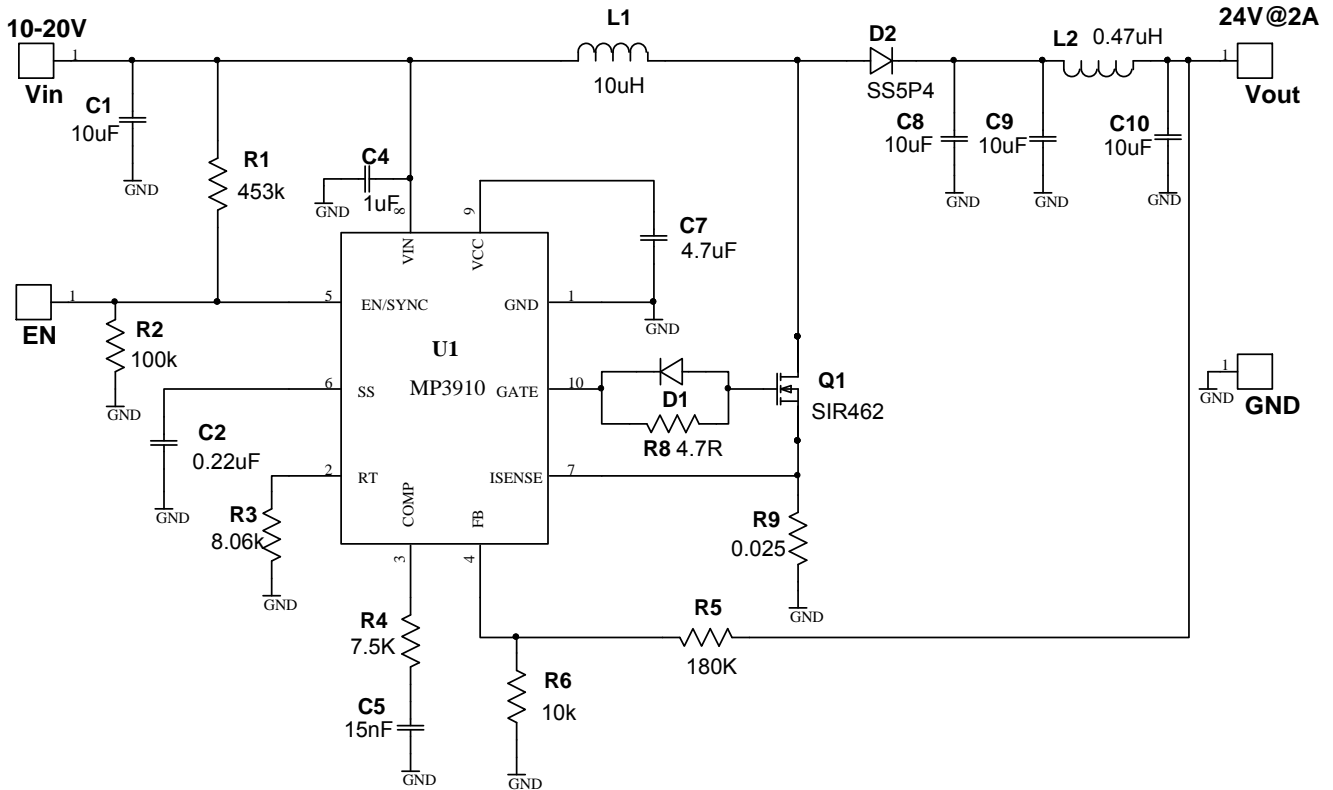 10-20V
1
Vin
C1
10uF
GND
R1
453k
C4
1uF
GND
L1
10uH
D2
SS5P4
L2
0.47uH
24V@2A
1
Vout
C8
10uF
GND
C9
10uF
GND
C10
10uF
GND
8
VIN
9
VCC
C7
4.7uF
GND
1
EN
1
5
EN/SYNC
GND
R2
100k
GND
U1
MP3910
6
SS
GATE
10
D1
R8 4.7R
Q1
SIR462
1
GND
GND
C2
0.22uF
GND
2
RT
ISENSE
7
R3
8.06k
GND
COMP
3
FB
4
R9
0.025
GND
R4
7.5K
C5
15nF
GND
R5
180K
R6
10k
GND